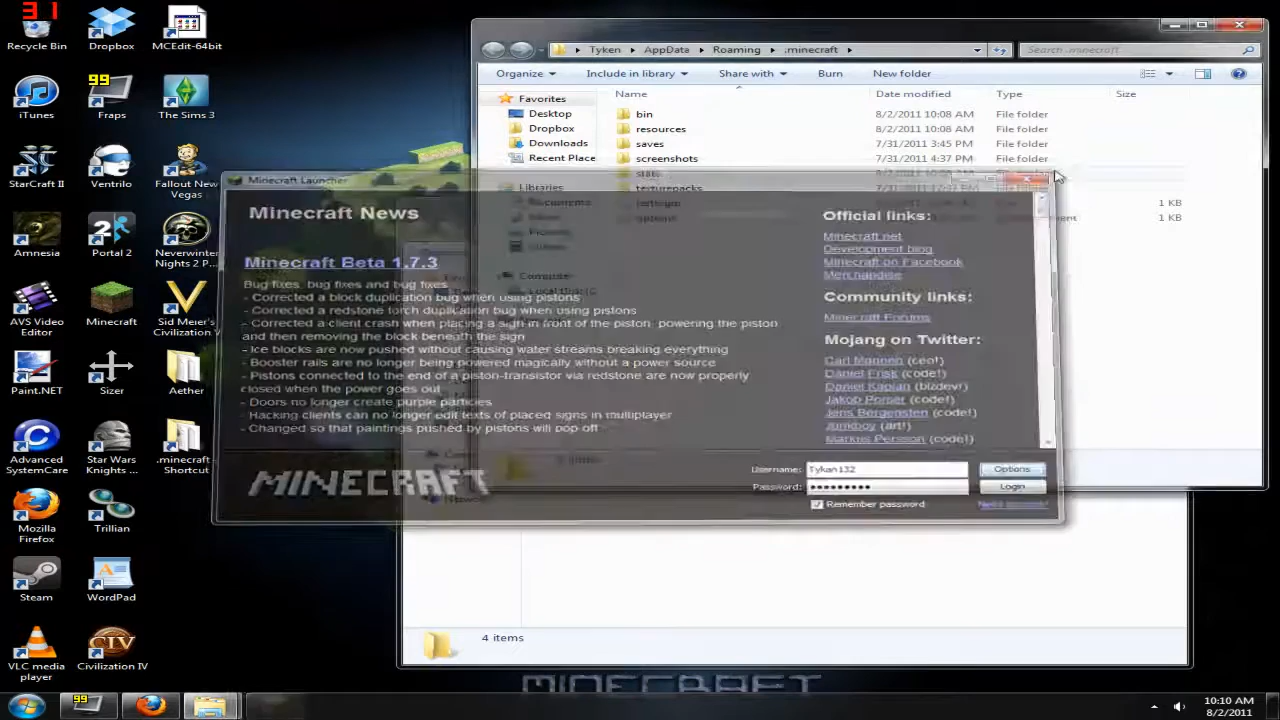 31
Recycle Bin
Dropbox
MCEdit-64bit
iTunes
99
Fraps
The Sims 3
StarCraft II
Ventrilo
Fallout New
Vegas
Amnesia
Portal 2
Neverwinter
Nights 2 P...
AVS Video
Editor
Minecraft
Sid Meier's
Civilization V
Paint.NET
Sizer
Aether
Advanced
SystemCare
Star Wars
Knights ...
.minecraft
Shortcut
Mozilla
Firefox
Trillian
Steam
WordPad
VLC media
player
Civilization IV
Tyken
AppData
Roaming
.minecraft
Search .minecraft
Organize
Include in library
Share with
Burn
New folder
Name
Date modified
Type
Size
Favorites
Desktop
Dropbox
Downloads
Recent Place
Libraries
Documents
Computer
bin 8/2/2011 10:08 AM File folder
resources 8/2/2011 10:08 AM File folder
saves 7/31/2011 3:45 PM File folder
screenshots 7/31/2011 4:37 PM File folder
stats
texturepacks
1 KB
options 1 KB
Minecraft Launcher
Minecraft News
Minecraft Beta 1.7.3
Bug fixes, bug fixes and bug fixes
- Corrected a block duplication bug when using pistons
- Corrected a redstone torch duplication bug when using pistons
- Corrected a client crash when placing a sign in front of the piston, powering the piston
and then removing the block beneath the sign
- Ice blocks are now pushed without causing water streams breaking everything
- Booster rails are no longer being powered magically without a power source
- Pistons connected to the end of a piston-transistor via redstone are now properly
closed when the power goes out
- Doors no longer create purple particles
- Hacking clients can no longer edit texts of placed signs in multiplayer
- Changed so that paintings pushed by pistons will pop off
Official links:
Minecraft.net
Development blog
Minecraft on Facebook
Merchandise
Community links:
Minecraft Forums
Mojang on Twitter:
Carl Manneh (ceo!)
Daniel Frisk (code!)
Daniel Kaplan (bizdev!)
Jakob Porser (code!)
Jens Bergensten (code!)
Junkboy (art!)
Markus Persson (code!)
MINECRAFT
Username: Tykan132
Options
Password: •••••••••
Login
Remember password
Need account?
4 items
MINECRAFT
99
10:10 AM
8/2/2011